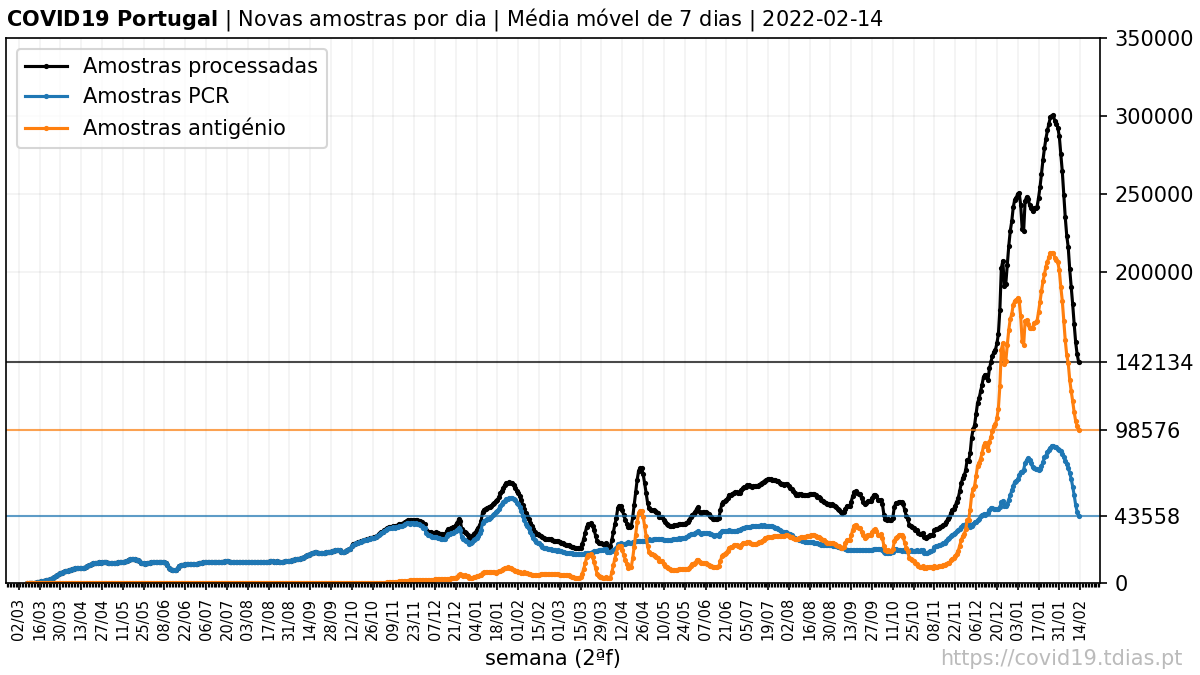 COVID19 Portugal | Novas amostras por dia | Média móvel de 7 dias | 2022-02-14
Amostras processadas
Amostras PCR
Amostras antigénio
350000
300000
250000
200000
142134
98576
43558
0
02/03 16/03 30/03 13/04 27/04 11/05 25/05 08/06 22/06 06/07 20/07 03/08 17/08 31/08 14/09 28/09 12/10 26/10 09/11 23/11 07/12 21/12 04/01 18/01 01/02 15/02 01/03 15/03 29/03 12/04 26/04 10/05 24/05 07/06 21/06 05/07 19/07 02/08 16/08 30/08 13/09 27/09 11/10 25/10 08/11 22/11 06/12 20/12 03/01 17/01 31/01 14/02
semana (2ªf)
https://covid19.tdias.pt